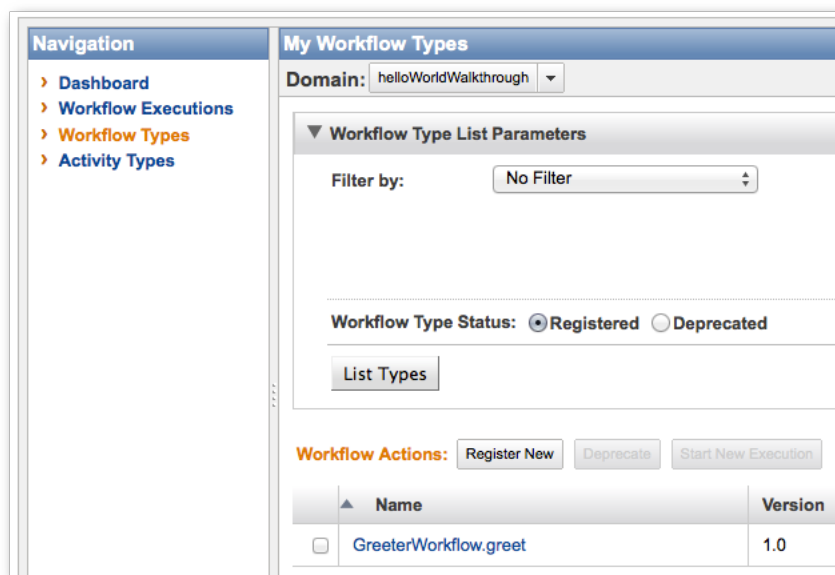 Navigation
Dashboard
Workflow Executions
Workflow Types
Activity Types
My Workflow Types
Domain: helloWorldWalkthrough
Workflow Type List Parameters
Filter by: No Filter
Workflow Type Status: Registered Deprecated
List Types
Workflow Actions: Register New Deprecate Start New Execution
Name Version
GreeterWorkflow.greet 1.0